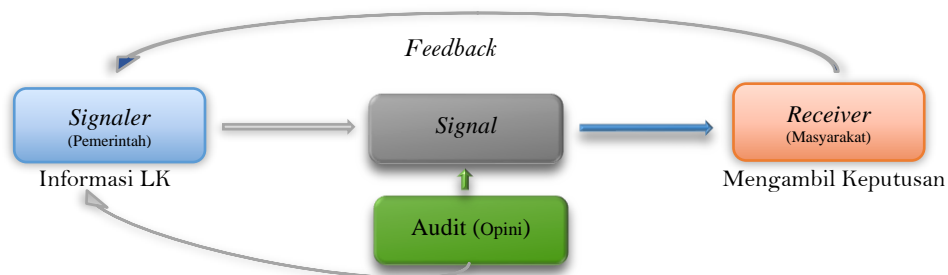 Feedback
Signaler
(Pemerintah)
Signal
Receiver
(Masyarakat)
Informasi LK
Mengambil Keputusan
Audit (Opini)